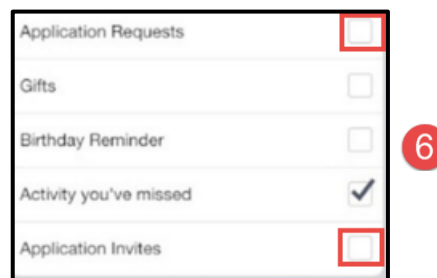 Application Requests
Gifts
Birthday Reminder
6
Activity you've missed
Application Invites